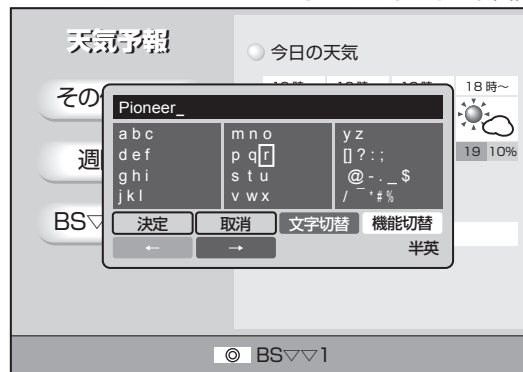 天気予報
今日の天気
18時~
19 10%
その
週
BS▽
Pioneer_
a b c
d e f
g h i
j k l
m n o
p q r
s t u
v w x
y z
[] ? : ;
@ - . _ $
/ ‾ ' # %
決定 取消 文字切替 機能切替
← →
半英
◎ BS▽▽1